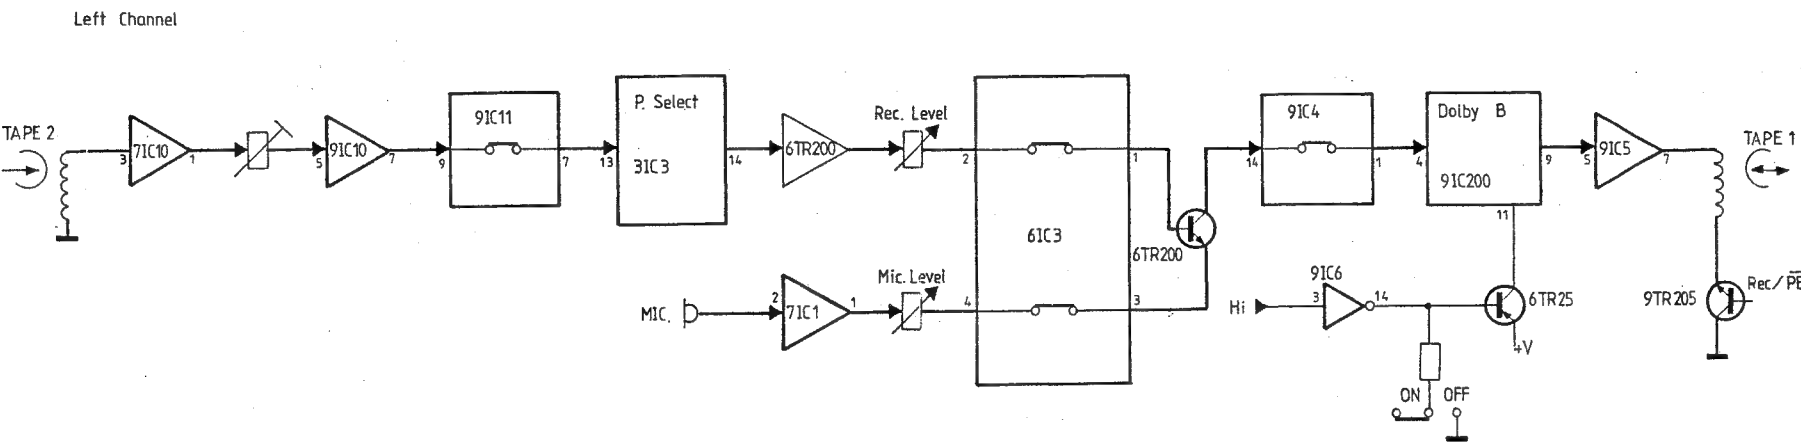 Left Channel
TAPE 2
3
7IC10
1
5
9IC10
7
9
9IC11
7
13
P. Select
3IC3
14
6TR200
Rec. Level
2
1
6IC3
MIC.
2
7IC1
1
Mic. Level
4
3
6TR200
14
9IC4
1
4
Dolby B
9IC200
9
11
5
9IC5
7
TAPE 1
Hi
3
9IC6
14
6TR25
+V
ON OFF
9TR205
Rec/PB